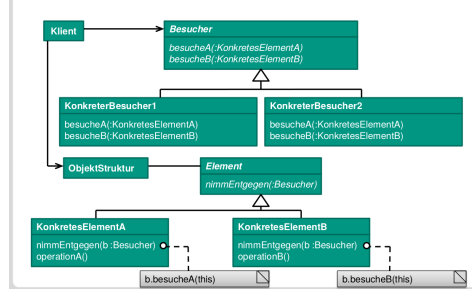 Klient
Besucher
besucheA(:KonkretesElementA)
besucheB(:KonkretesElementB)
KonkreterBesucher1
besucheA(:KonkretesElementA)
besucheB(:KonkretesElementB)
KonkreterBesucher2
besucheA(:KonkretesElementA)
besucheB(:KonkretesElementB)
ObjektStruktur
Element
nimmEntgegen(:Besucher)
KonkretesElementA
nimmEntgegen(b :Besucher)
operationA()
KonkretesElementB
nimmEntgegen(b :Besucher)
operationB()
b.besucheA(this)
b.besucheB(this)